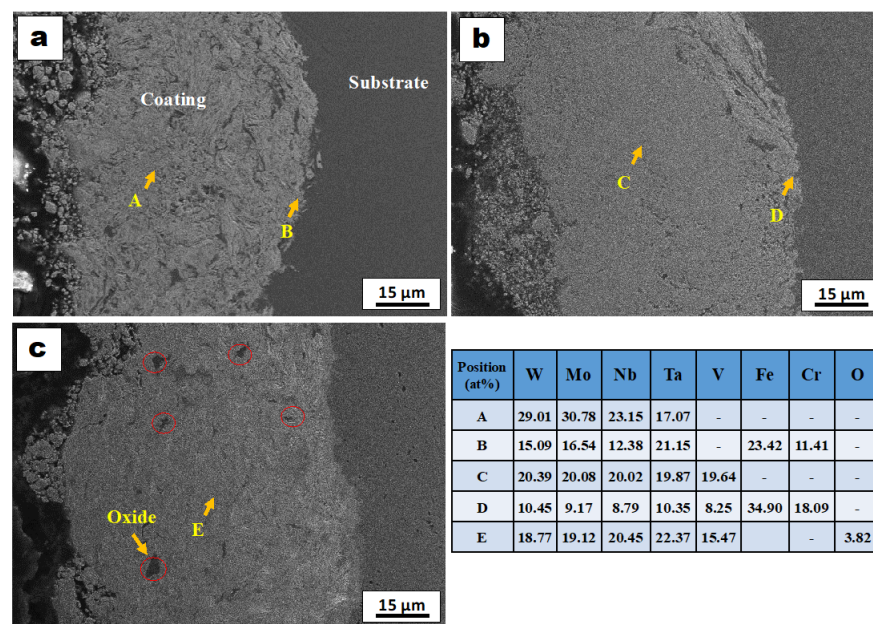 a
Coating
Substrate
A
B
15 μm
b
C
D
15 μm
c
Oxide
E
15 μm
Position (at%) W Mo Nb Ta V Fe Cr O
A 29.01 30.78 23.15 17.07 - - - -
B 15.09 16.54 12.38 21.15 - 23.42 11.41 -
C 20.39 20.08 20.02 19.87 19.64 - - -
D 10.45 9.17 8.79 10.35 8.25 34.90 18.09 -
E 18.77 19.12 20.45 22.37 15.47 - 3.82